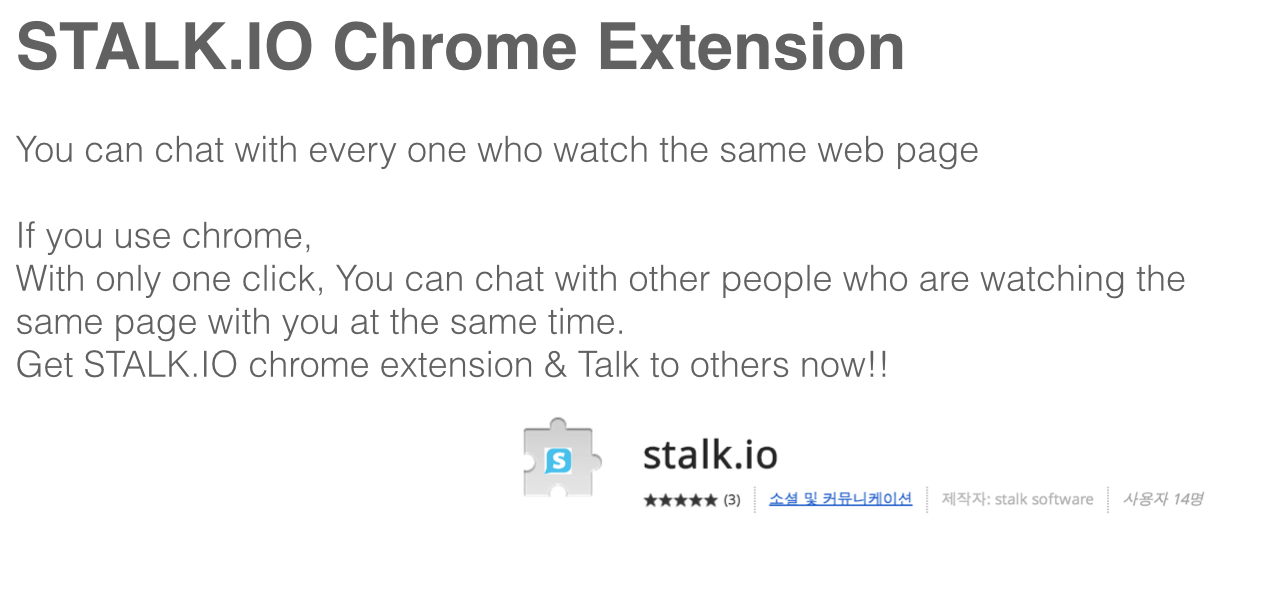 STALK.IO Chrome Extension
You can chat with every one who watch the same web page
If you use chrome,
With only one click, You can chat with other people who are watching the
same page with you at the same time.
Get STALK.IO chrome extension & Talk to others now!!
S
stalk.io
★★★★★ (3) 소셜 및 커뮤니케이션 제작자: stalk software 사용자 14명